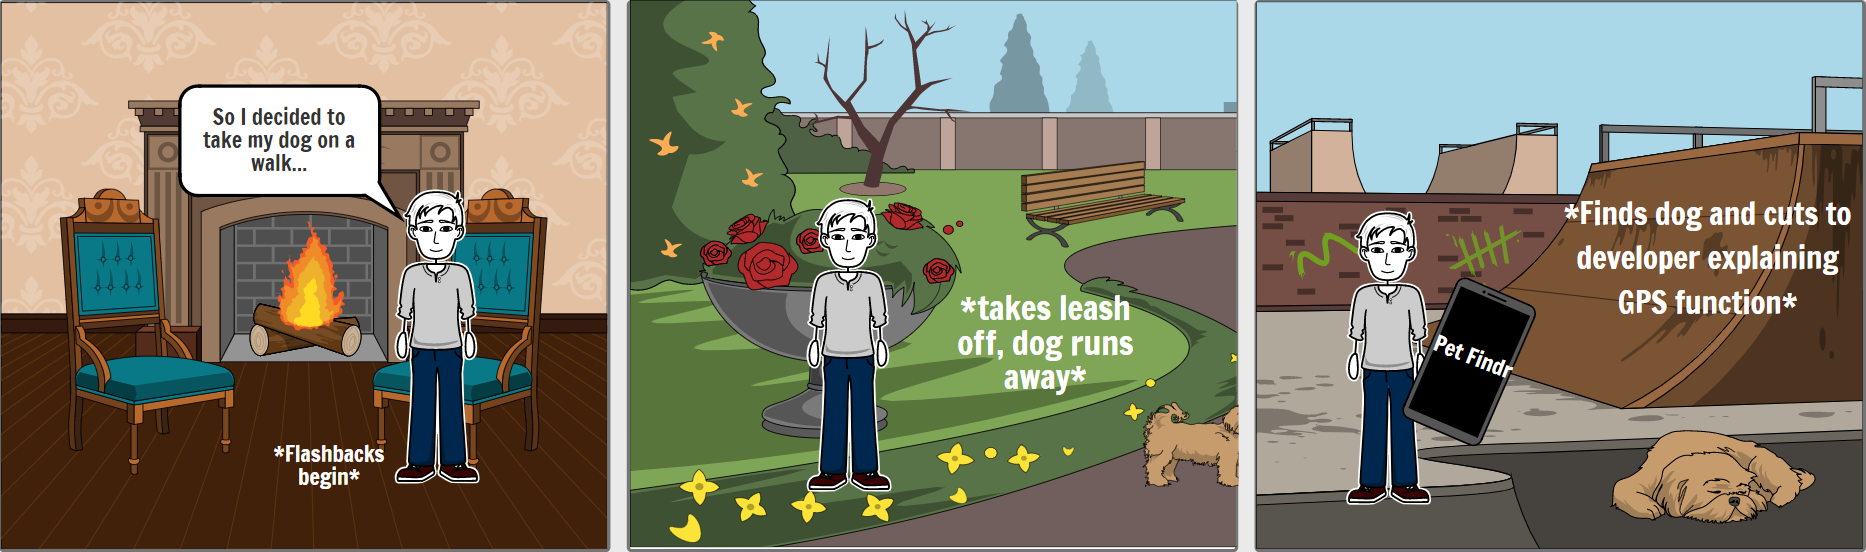 So I decided to
take my dog on a
walk...
*Flashbacks
begin*
*takes leash
off, dog runs
away*
*Finds dog and cuts to
developer explaining
GPS function*
Pet Findr